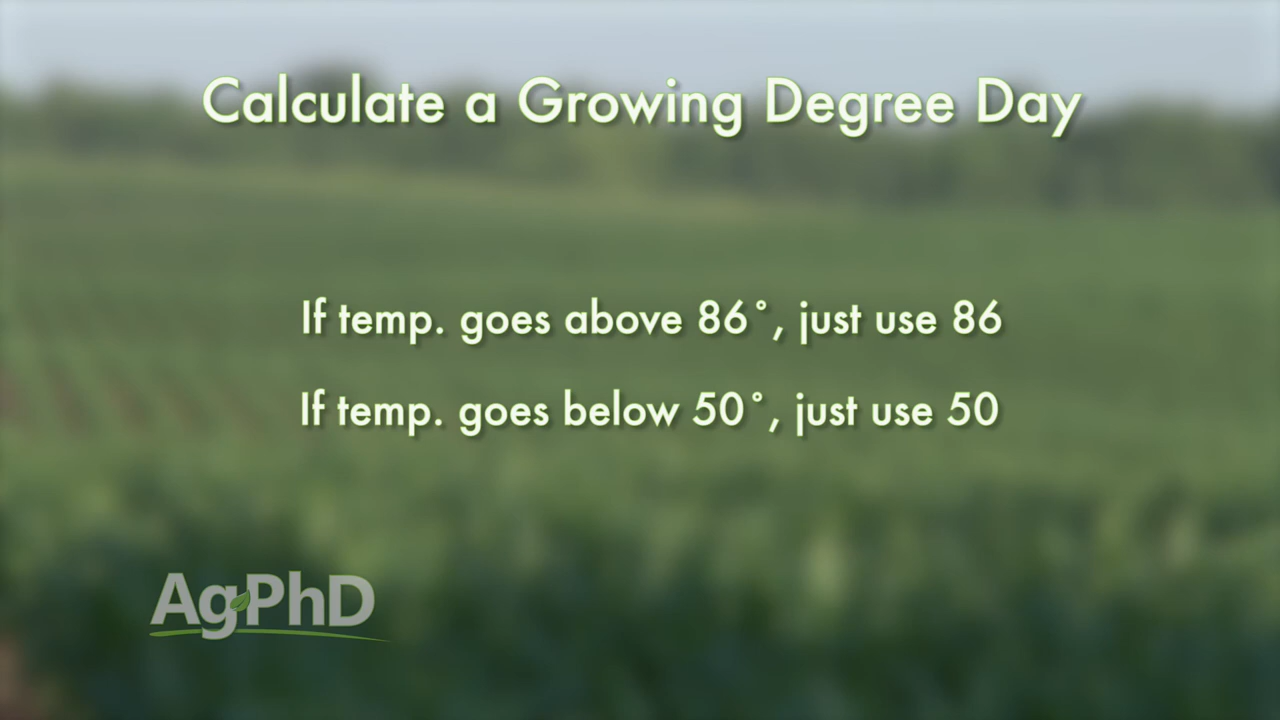 Calculate a Growing Degree Day
If temp. goes above 86°, just use 86
If temp. goes below 50°, just use 50
AgPhD